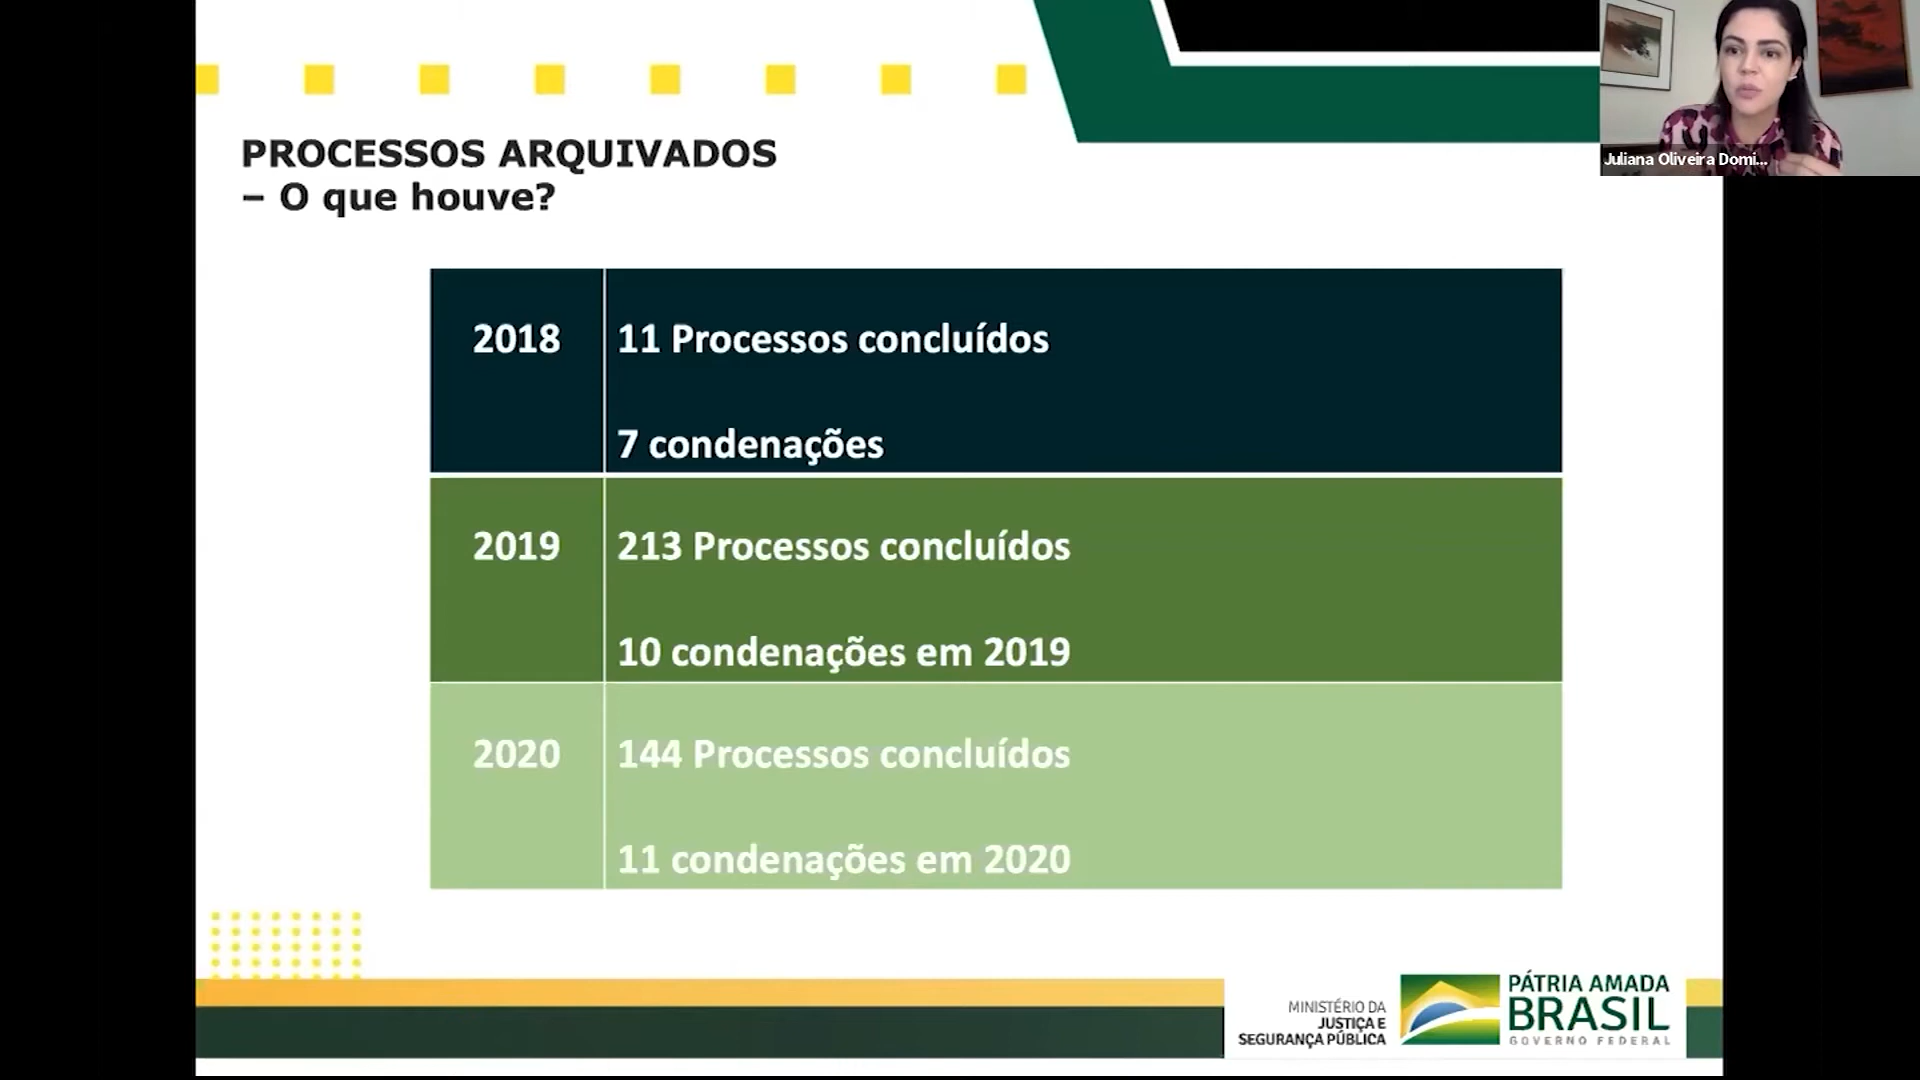 PROCESSOS ARQUIVADOS
– O que houve?
Juliana Oliveira Domi...
2018
11 Processos concluídos
7 condenações
2019
213 Processos concluídos
10 condenações em 2019
2020
144 Processos concluídos
11 condenações em 2020
MINISTÉRIO DA
JUSTIÇA E
SEGURANÇA PÚBLICA
PÁTRIA AMADA
BRASIL
GOVERNO FEDERAL